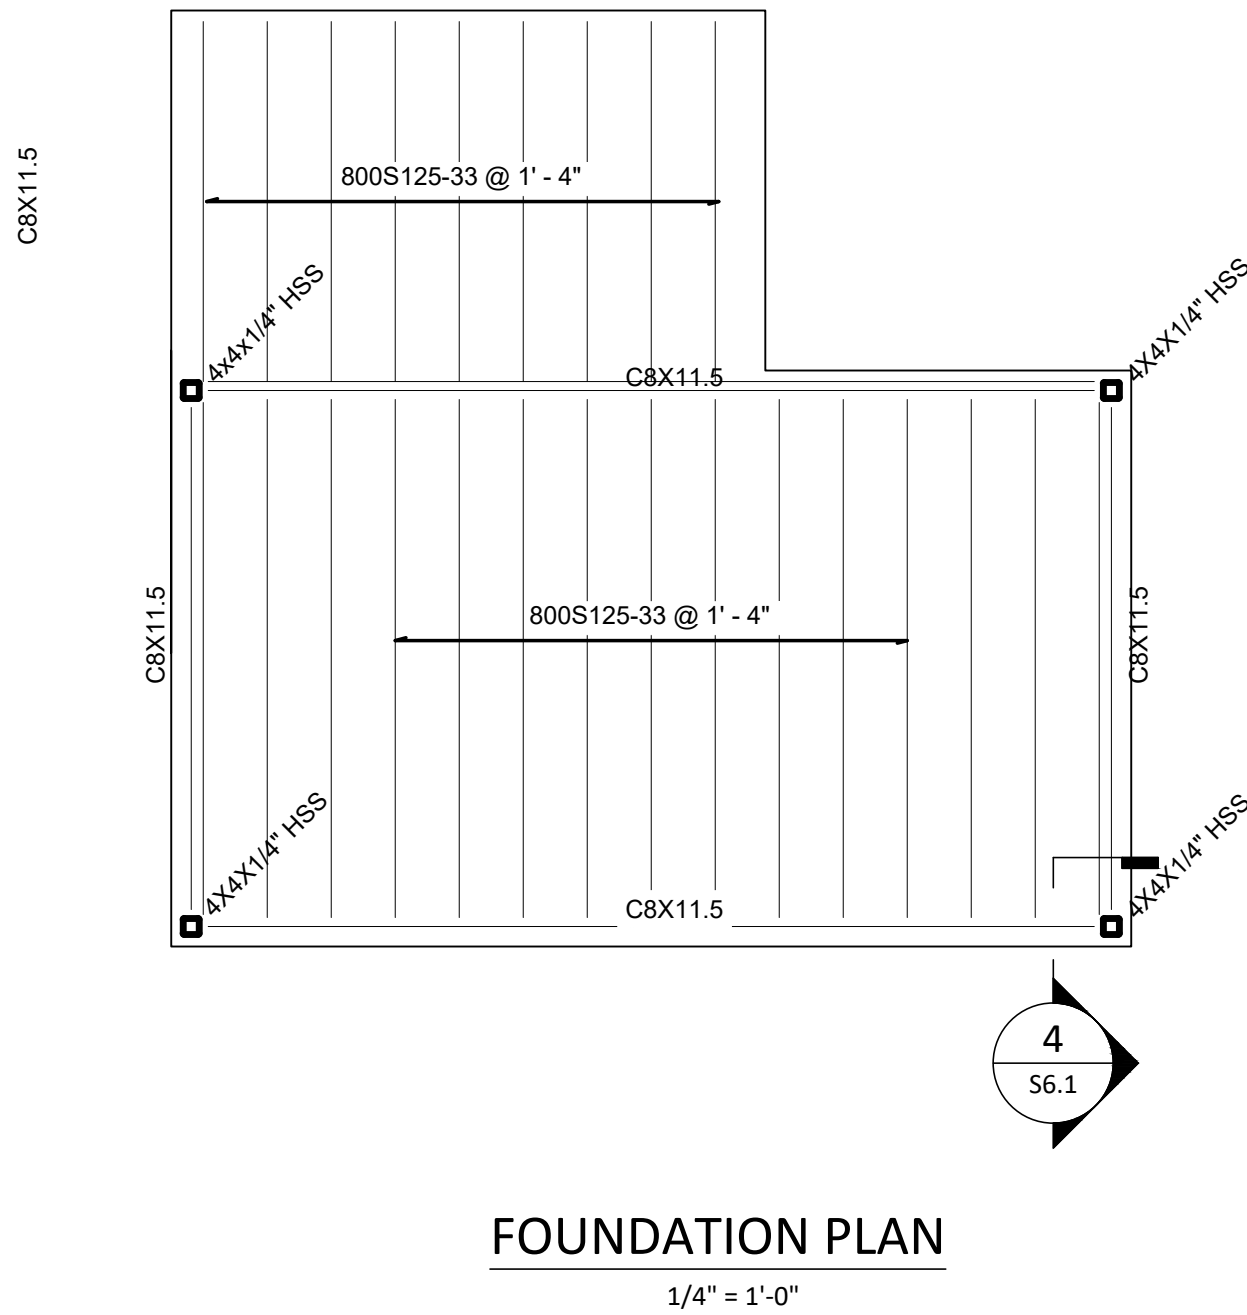 800S125-33 @ 1' - 4"
C8X11.5
4x4x1/4" HSS
4X4X1/4" HSS
C8X11.5
C8X11.5
800S125-33 @ 1' - 4"
C8X11.5
4X4X1/4" HSS
4X4X1/4" HSS
C8X11.5
4
S6.1
FOUNDATION PLAN
1/4" = 1'-0"